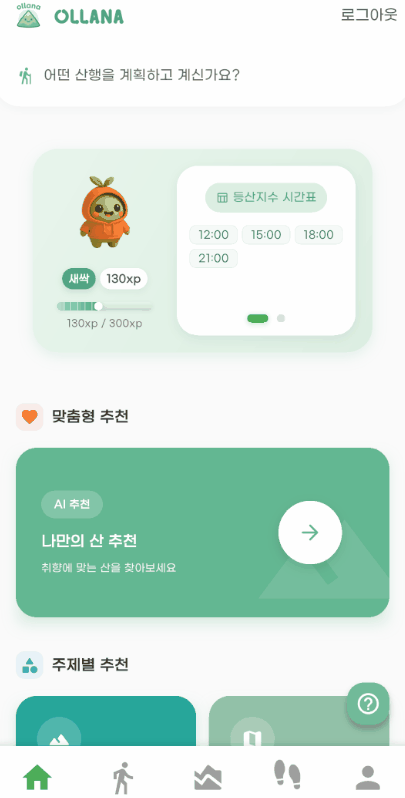 ollana
OLLANA
로그아웃
어떤 산행을 계획하고 계신가요?
등산지수 시간표
12:00 15:00 18:00
21:00
새싹 130xp
130xp / 300xp
맞춤형 추천
AI 추천
나만의 산 추천
취향에 맞는 산을 찾아보세요
주제별 추천